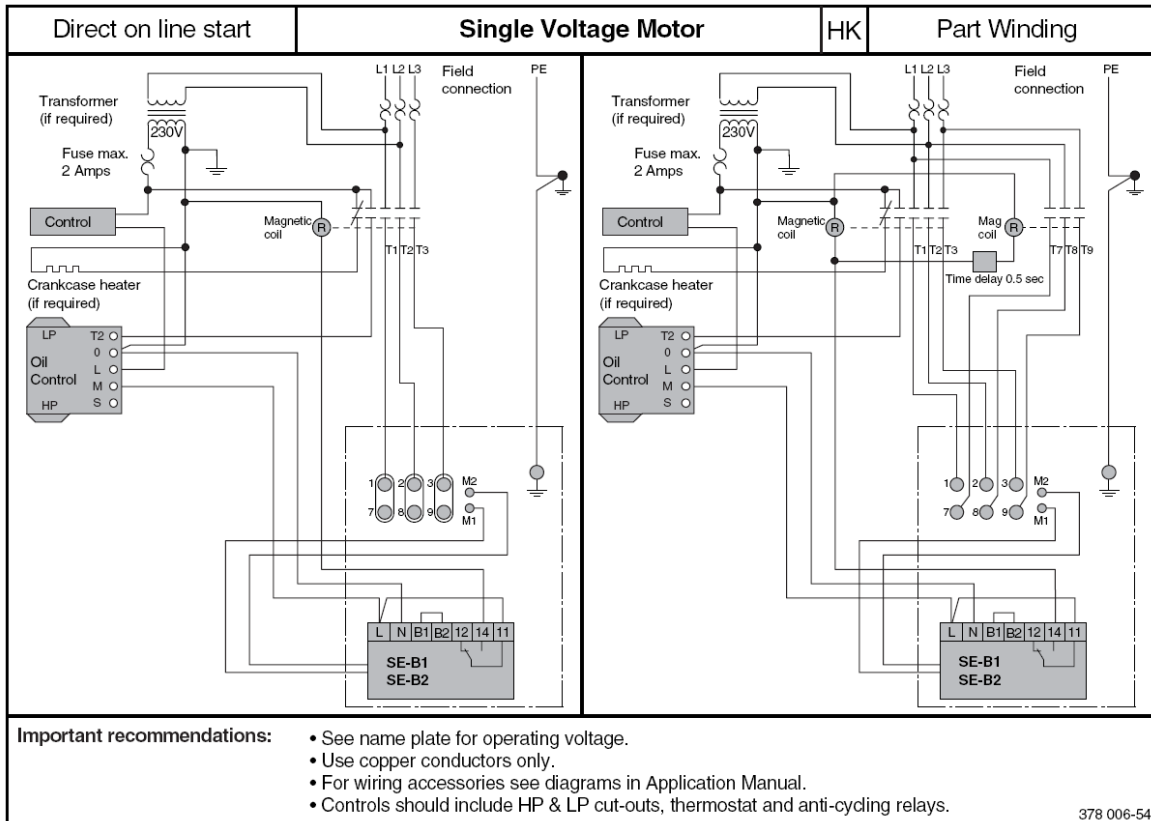 Direct on line start
Single Voltage Motor
HK
Part Winding
L1 L2 L3
Field
connection
PE
Transformer
(if required)
230V
Fuse max.
2 Amps
Control
Magnetic
coil
R
T1 T2 T3
Crankcase heater
(if required)
LP
Oil
Control
HP
T2
0
L
M
S
1 2 3
M2
7 8 9
M1
L N B1 B2 12 14 11
SE-B1
SE-B2
L1 L2 L3
Field
connection
PE
Transformer
(if required)
230V
Fuse max.
2 Amps
Control
Magnetic
coil
R
Mag
coil
R
T1 T2 T3
T7 T8 T9
Time delay 0.5 sec
Crankcase heater
(if required)
LP
Oil
Control
HP
T2
0
L
M
S
1 2 3
M2
7 8 9
M1
L N B1 B2 12 14 11
SE-B1
SE-B2
Important recommendations:
• See name plate for operating voltage.
• Use copper conductors only.
• For wiring accessories see diagrams in Application Manual.
• Controls should include HP & LP cut-outs, thermostat and anti-cycling relays.
378 006-54